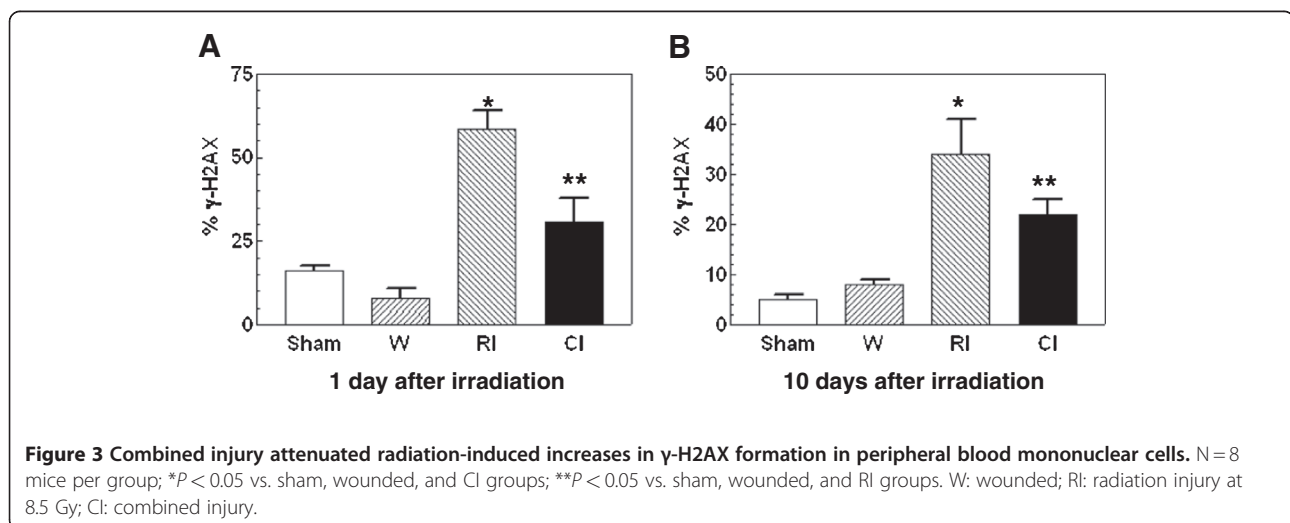 A
B
75
50
25
0
% γ-H2AX
*
**
Sham W RI CI
1 day after irradiation
50
40
30
20
10
0
% γ-H2AX
*
**
Sham W RI CI
10 days after irradiation
Figure 3 Combined injury attenuated radiation-induced increases in γ-H2AX formation in peripheral blood mononuclear cells. N = 8
mice per group; *P < 0.05 vs. sham, wounded, and CI groups; **P < 0.05 vs. sham, wounded, and RI groups. W: wounded; RI: radiation injury at
8.5 Gy; CI: combined injury.